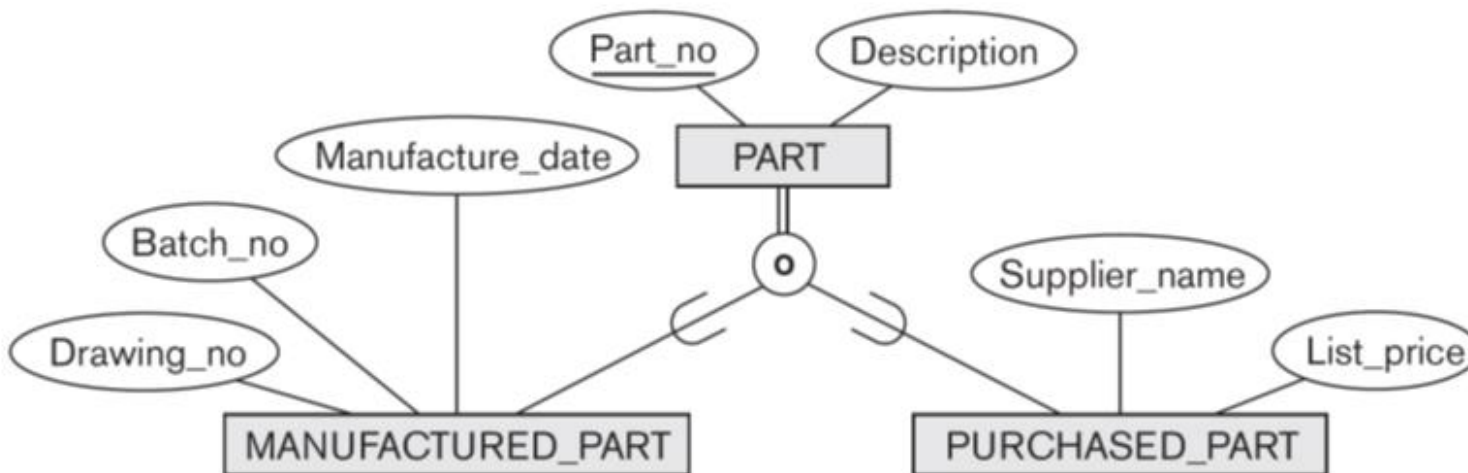 Part_no
Description
Manufacture_date
PART
Batch_no
o
Supplier_name
Drawing_no
List_price
MANUFACTURED_PART
PURCHASED_PART